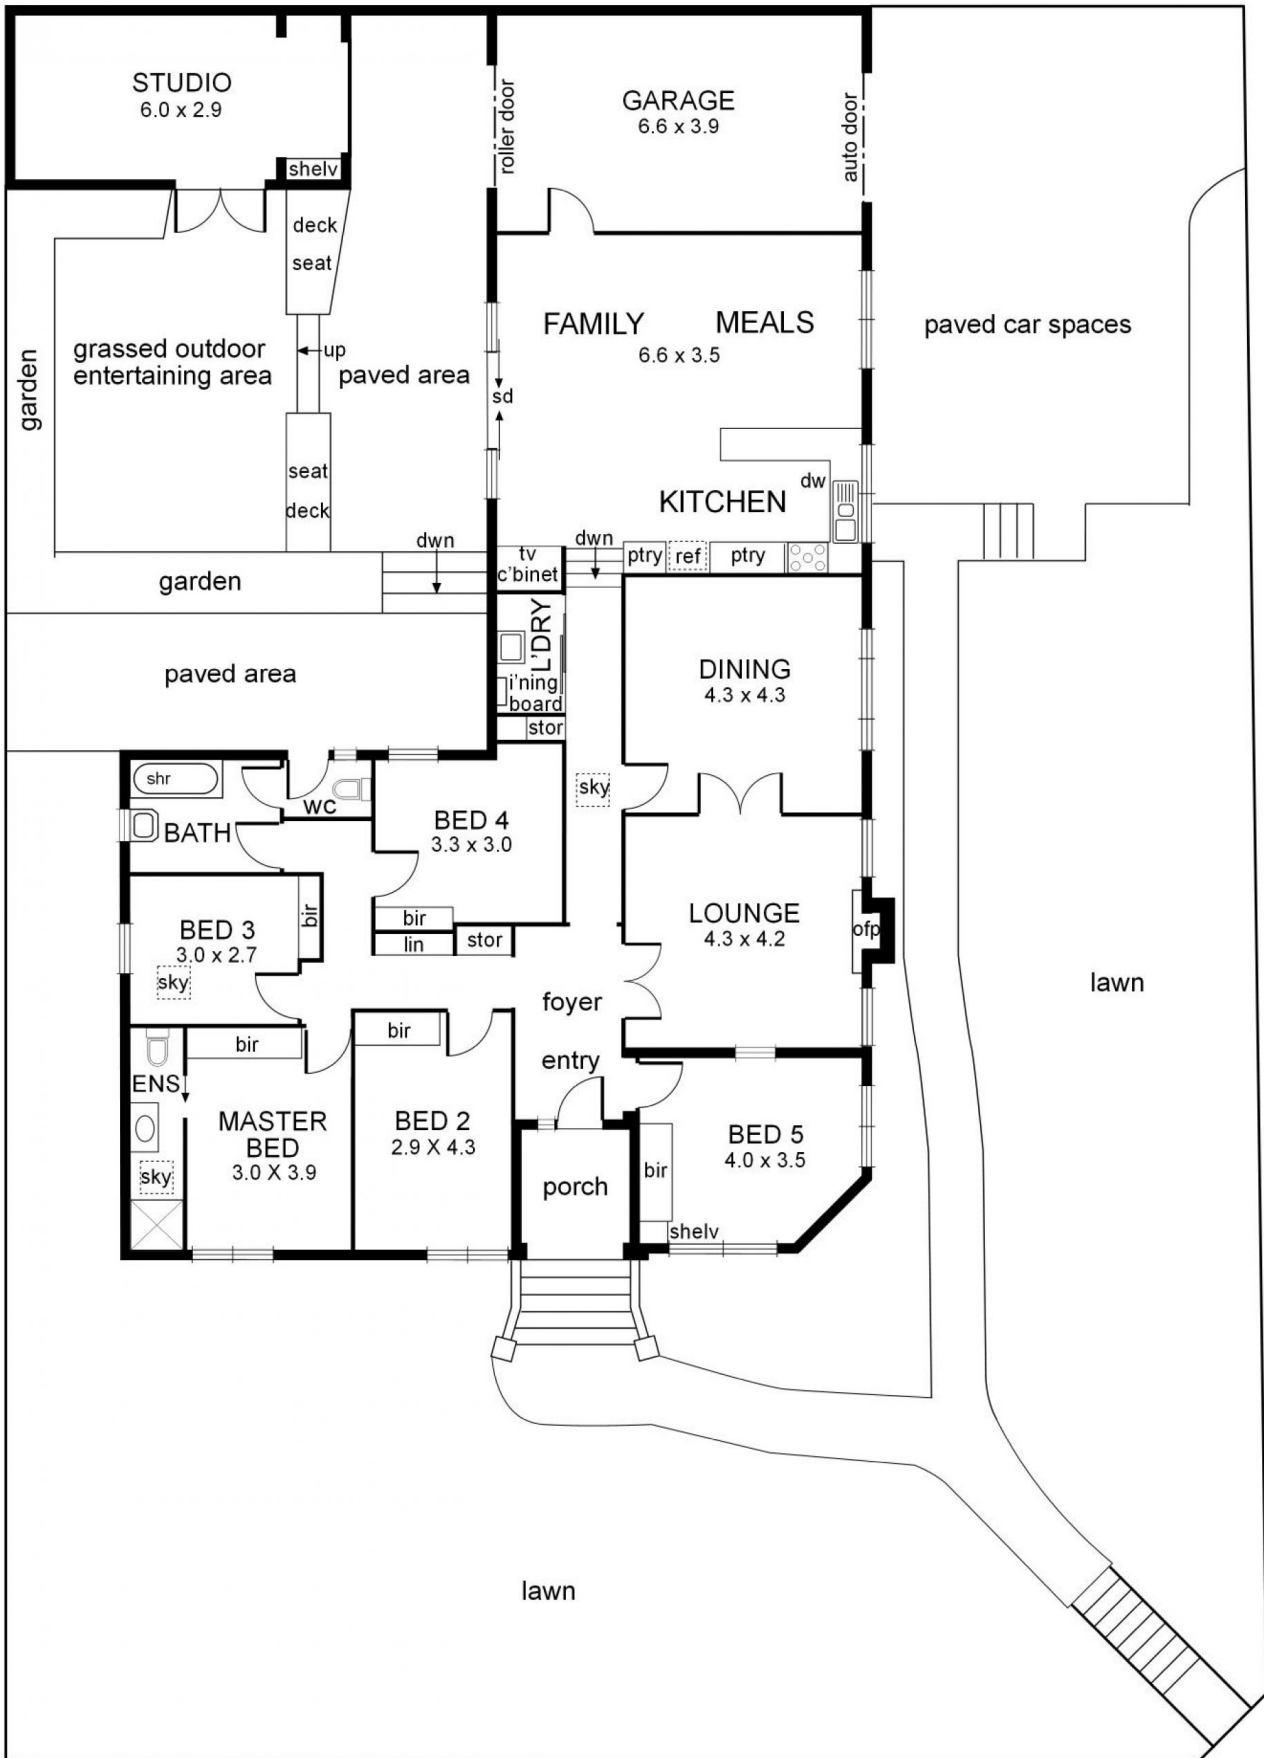 STUDIO
6.0 x 2.9
shelv
roller door
GARAGE
6.6 x 3.9
auto door
deck
seat
garden
grassed outdoor
entertaining area
up
paved area
sd
FAMILY
MEALS
6.6 x 3.5
paved car spaces
seat
deck
dw
KITCHEN
dwn
garden
tv
c'binet
dwn
ptry
ref
ptry
paved area
L'DRY
i'ning
board
stor
DINING
4.3 x 4.3
sky
shr
wc
BATH
BED 4
3.3 x 3.0
bir
lin
stor
BED 3
3.0 x 2.7
bir
sky
LOUNGE
4.3 x 4.2
ofp
lawn
foyer
entry
bir
bir
ENS
MASTER
BED
3.0 X 3.9
sky
BED 2
2.9 X 4.3
porch
BED 5
4.0 x 3.5
bir
shelv
lawn